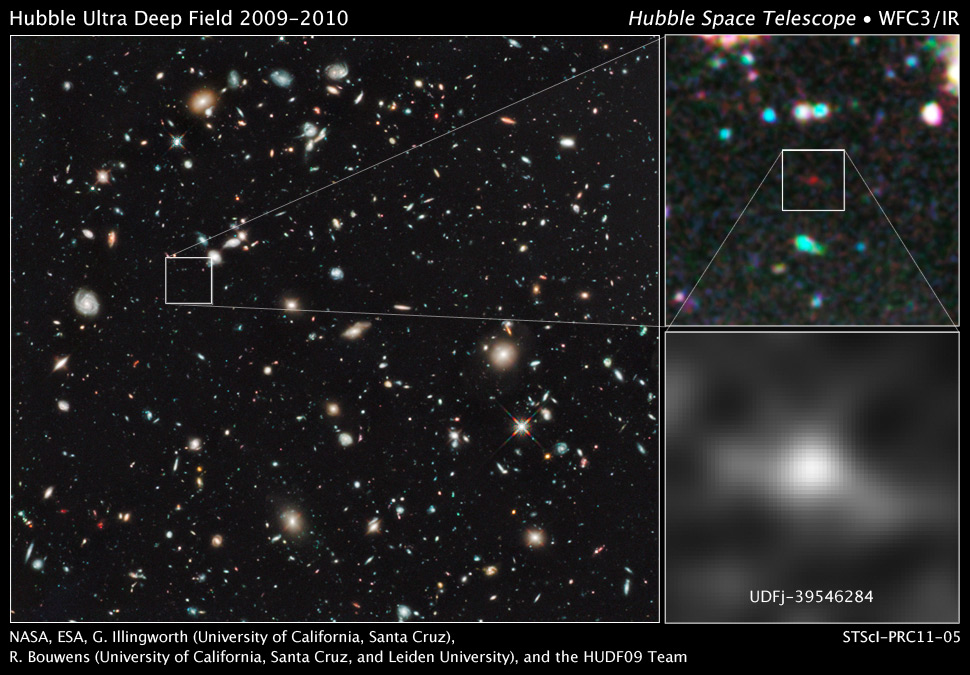 Hubble Ultra Deep Field 2009–2010
Hubble Space Telescope • WFC3/IR
UDFj-39546284
NASA, ESA, G. Illingworth (University of California, Santa Cruz),
R. Bouwens (University of California, Santa Cruz, and Leiden University), and the HUDF09 Team
STScI-PRC11-05